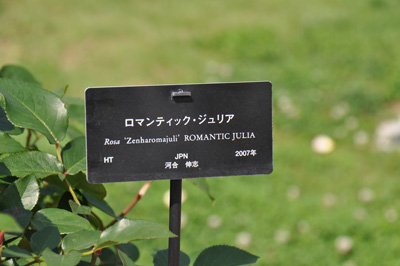 ロマンティック・ジュリア
Rosa 'Zenharomajuli' ROMANTIC JULIA
HT JPN 2007年
河合 伸志